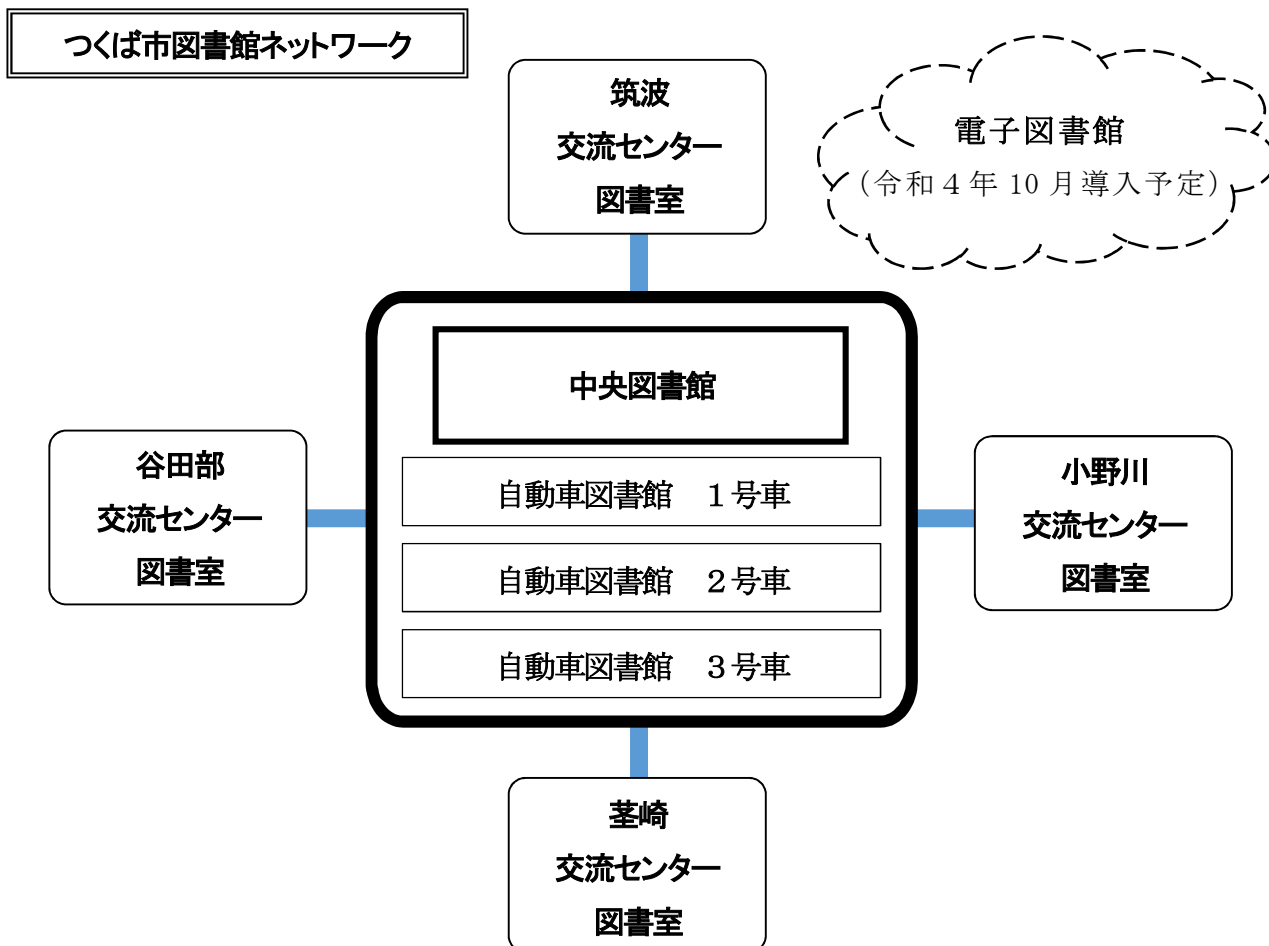 つくば市図書館ネットワーク
筑波
交流センター
図書室
電子図書館
(令和４年 10 月導入予定)
中央図書館
自動車図書館　１号車
自動車図書館　２号車
自動車図書館　３号車
谷田部
交流センター
図書室
小野川
交流センター
図書室
茎崎
交流センター
図書室